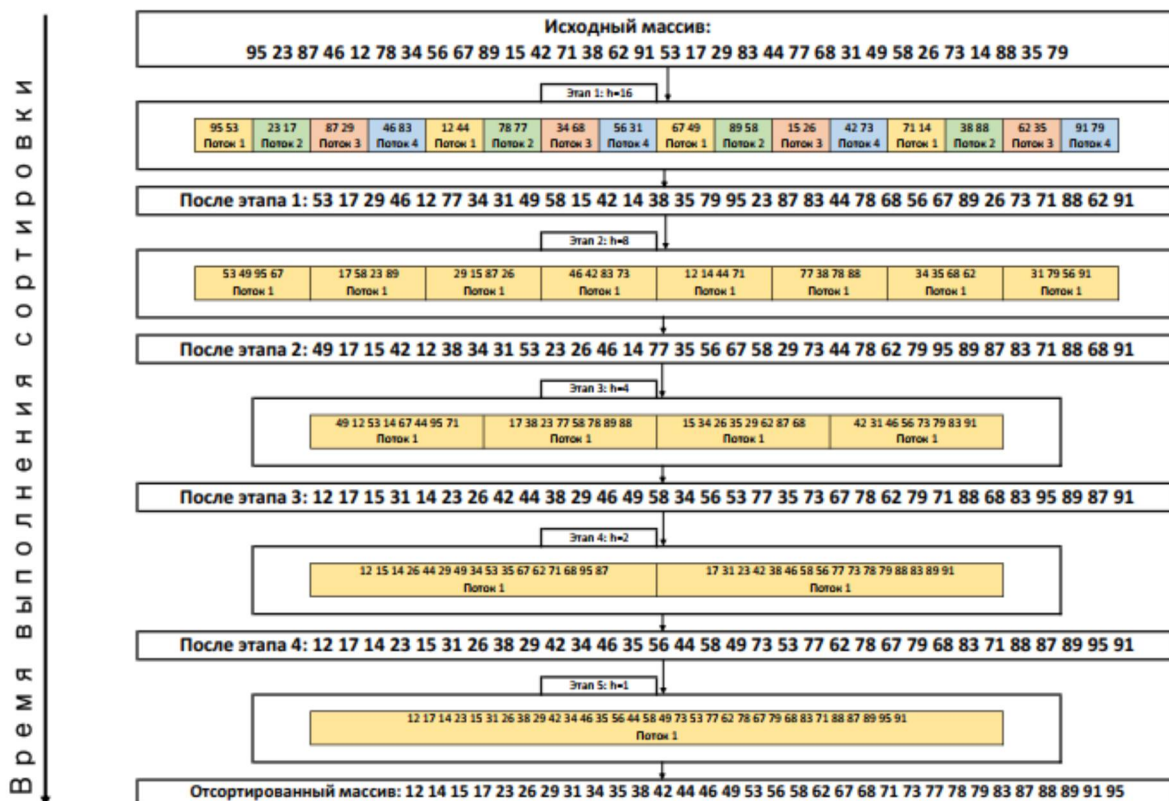 Время выполнения сортировки
Исходный массив:
95 23 87 46 12 78 34 56 67 89 15 42 71 38 62 91 53 17 29 83 44 77 68 31 49 58 26 73 14 88 35 79
Этап 1: h=16
95 53 23 17 87 29 46 83 12 44 78 77 34 68 56 31 67 49 89 58 15 26 42 73 71 14 38 88 62 35 91 79
Поток 1 Поток 2 Поток 3 Поток 4 Поток 1 Поток 2 Поток 3 Поток 4 Поток 1 Поток 2 Поток 3 Поток 4 Поток 1 Поток 2 Поток 3 Поток 4
После этапа 1: 53 17 29 46 12 77 34 31 49 58 15 42 14 38 35 79 95 23 87 83 44 78 68 56 67 89 26 73 71 88 62 91
Этап 2: h=8
53 49 95 67 17 58 23 89 29 15 87 26 46 42 83 73 12 14 44 71 77 38 78 88 34 35 68 62 31 79 56 91
Поток 1 Поток 1 Поток 1 Поток 1 Поток 1 Поток 1 Поток 1 Поток 1
После этапа 2: 49 17 15 42 12 38 34 31 53 23 26 46 14 77 35 56 67 58 29 73 44 78 62 79 95 89 87 83 71 88 68 91
Этап 3: h=4
49 12 53 14 67 44 95 71 17 38 23 77 58 78 89 88 15 34 26 35 29 62 87 68 42 31 46 56 73 79 83 91
Поток 1 Поток 1 Поток 1 Поток 1
После этапа 3: 12 17 15 31 14 23 26 42 44 38 29 46 49 58 34 56 53 77 35 73 67 78 62 79 71 88 68 83 95 89 87 91
Этап 4: h=2
12 15 14 26 44 29 49 34 53 35 67 62 71 68 95 87 17 31 23 42 38 46 58 56 77 73 78 79 88 83 89 91
Поток 1 Поток 1
После этапа 4: 12 17 14 23 15 31 26 38 29 42 34 46 35 56 44 58 49 73 53 77 62 78 67 79 68 83 71 88 87 89 95 91
Этап 5: h=1
12 17 14 23 15 31 26 38 29 42 34 46 35 56 44 58 49 73 53 77 62 78 67 79 68 83 71 88 87 89 95 91
Поток 1
Отсортированный массив: 12 14 15 17 23 26 29 31 34 35 38 42 44 46 49 53 56 58 62 67 68 71 73 77 78 79 83 87 88 89 91 95